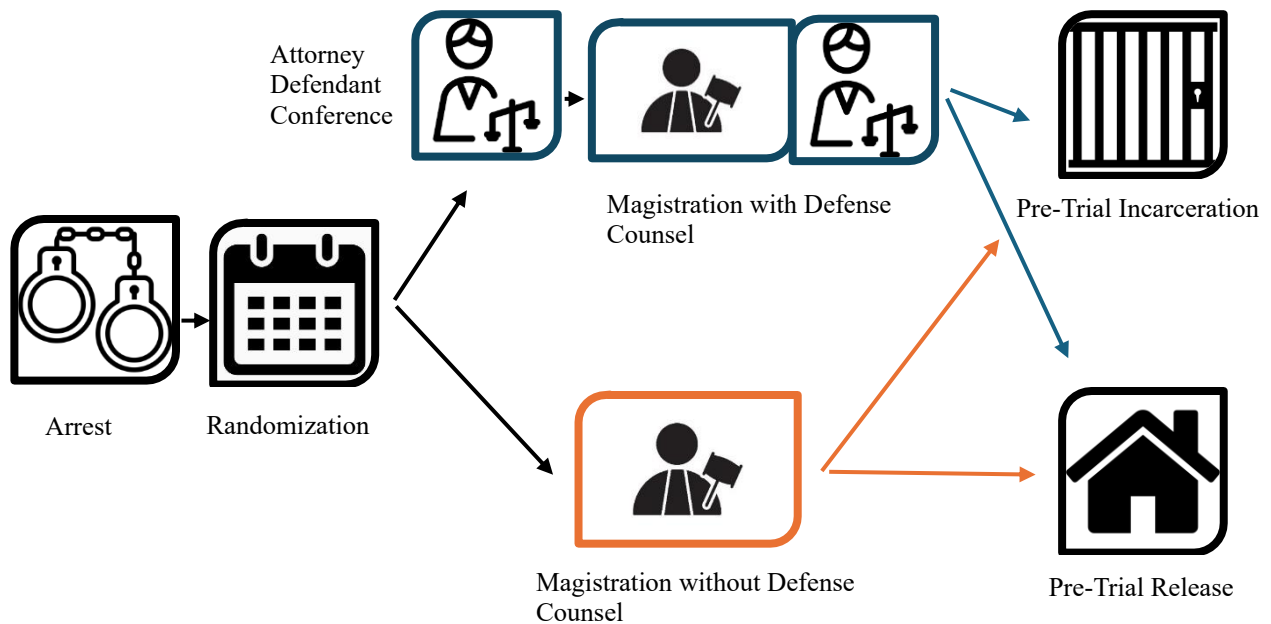 Attorney
Defendant
Conference
Magistration with Defense
Counsel
Pre-Trial Incarceration
Arrest
Randomization
Magistration without Defense
Counsel
Pre-Trial Release